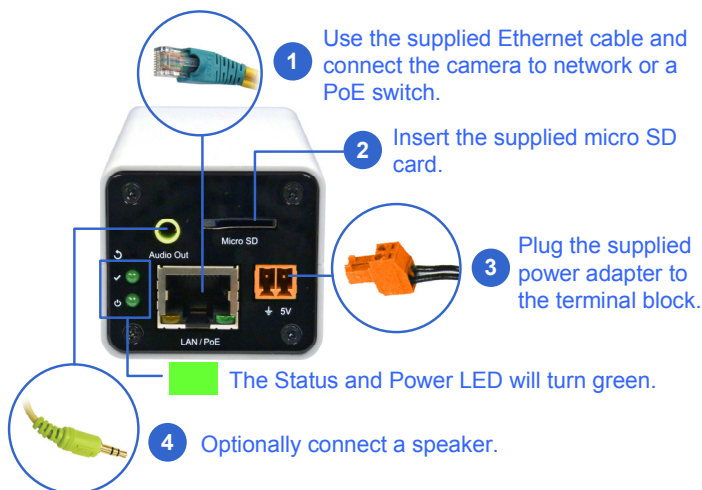 1
Use the supplied Ethernet cable and
connect the camera to network or a
PoE switch.
2
Insert the supplied micro SD
card.
Audio Out
Micro SD
3
Plug the supplied
power adapter to
the terminal block.
5V
LAN / PoE
The Status and Power LED will turn green.
4
Optionally connect a speaker.